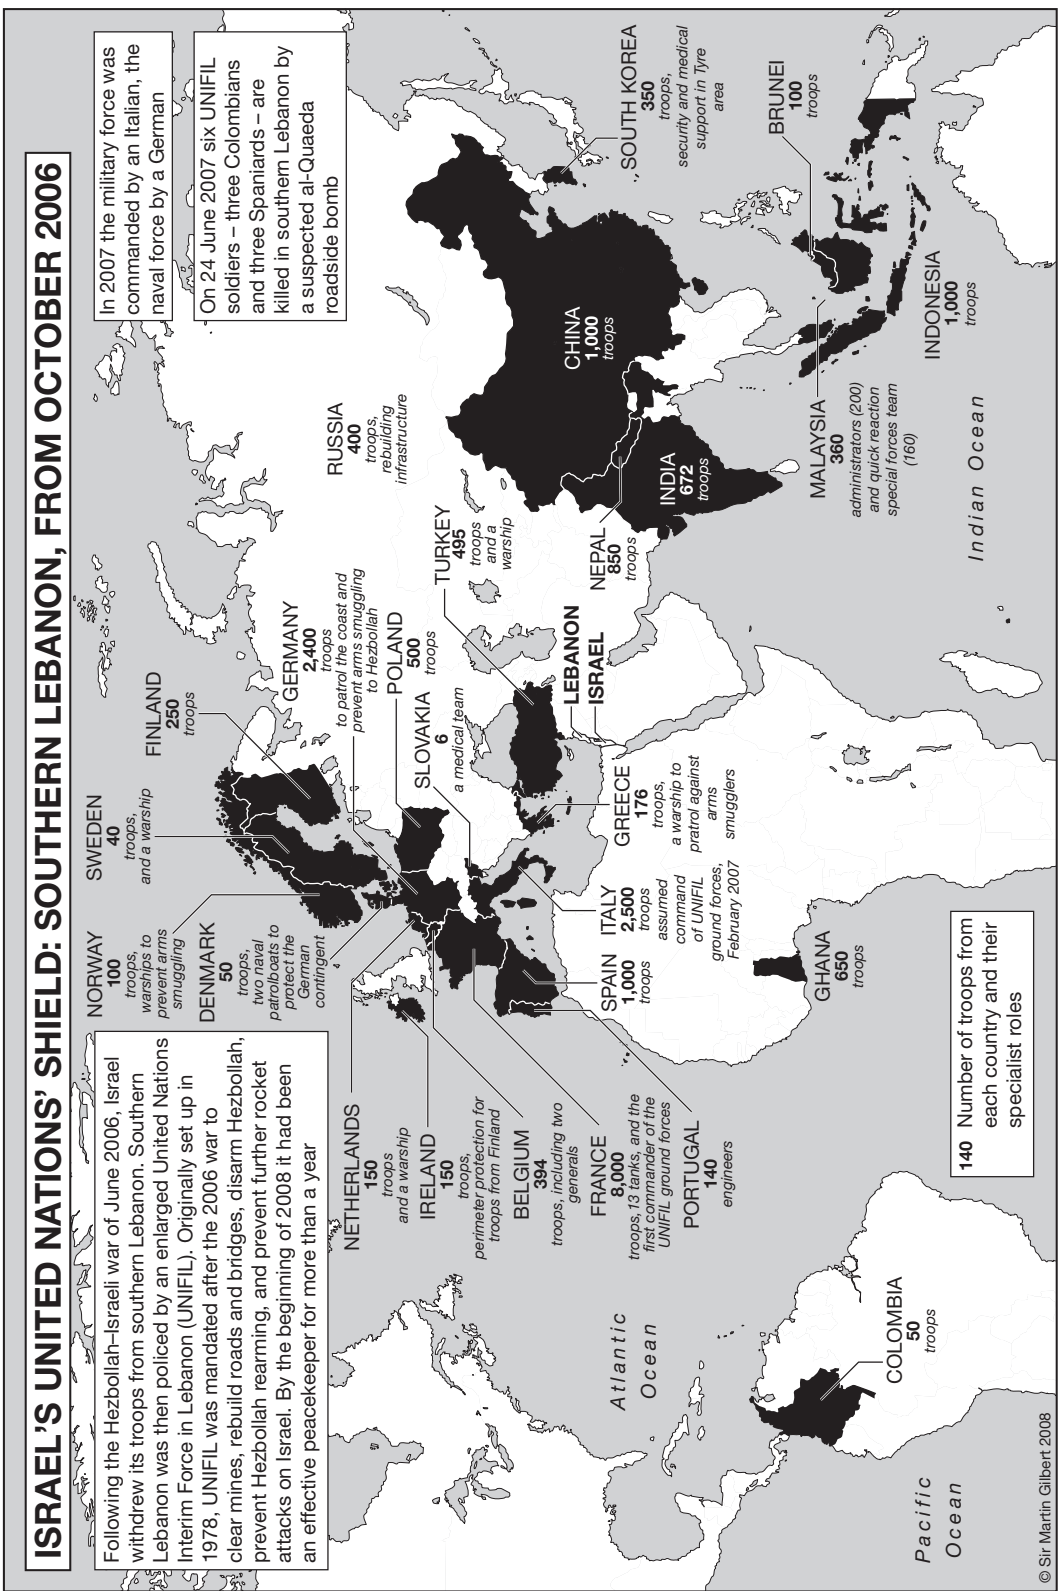 ISRAEL'S UNITED NATIONS' SHIELD: SOUTHERN LEBANON, FROM OCTOBER 2006
Following the Hezbollah–Israeli war of June 2006, Israel
withdrew its troops from southern Lebanon. Southern
Lebanon was then policed by an enlarged United Nations
Interim Force in Lebanon (UNIFIL). Originally set up in
1978, UNIFIL was mandated after the 2006 war to
clear mines, rebuild roads and bridges, disarm Hezbollah,
prevent Hezbollah rearming, and prevent further rocket
attacks on Israel. By the beginning of 2008 it had been
an effective peacekeeper for more than a year
In 2007 the military force was
commanded by an Italian, the
naval force by a German
On 24 June 2007 six UNIFIL
solders – three Colombians
and three Spaniards – are
killed in southern Lebanon by
a suspected al-Quaeda
roadside bomb
NORWAY
100
troops,
warships to
prevent arms
smuggling
SWEDEN
40
troops,
and a warship
FINLAND
250
troops
DENMARK
50
troops,
two naval
patrolboats to
protect the
German
contingent
GERMANY
2,400
troops
to patrol the coast and
prevent arms smuggling
to Hezbollah
POLAND
500
troops
SLOVAKIA
6
a medical team
RUSSIA
400
troops,
rebuilding
infrastructure
TURKEY
495
troops
and a
warship
CHINA
1,000
troops
SOUTH KOREA
350
troops,
security and medical
support in Tyre
area
NETHERLANDS
150
troops
and a warship
IRELAND
150
troops,
perimeter protection for
troops from Finland
BELGIUM
394
troops, including two
generals
FRANCE
8,000
troops, 13 tanks, and the
first commander of the
UNIFIL ground forces
PORTUGAL
140
engineers
SPAIN
1,000
troops
ITALY
2,500
troops
assumed
command
of UNIFIL
ground forces,
February 2007
GREECE
176
troops,
a warship to
pratrol against
arms
smugglers
LEBANON
ISRAEL
NEPAL
850
troops
INDIA
672
troops
BRUNEI
100
troops
MALAYSIA
360
administrators (200)
and quick reaction
special forces team
(160)
INDONESIA
1,000
troops
GHANA
650
troops
COLOMBIA
50
troops
Atlantic
Ocean
Pacific
Ocean
Indian Ocean
140 Number of troops from
each country and their
specialist roles
© Sir Martin Gilbert 2008